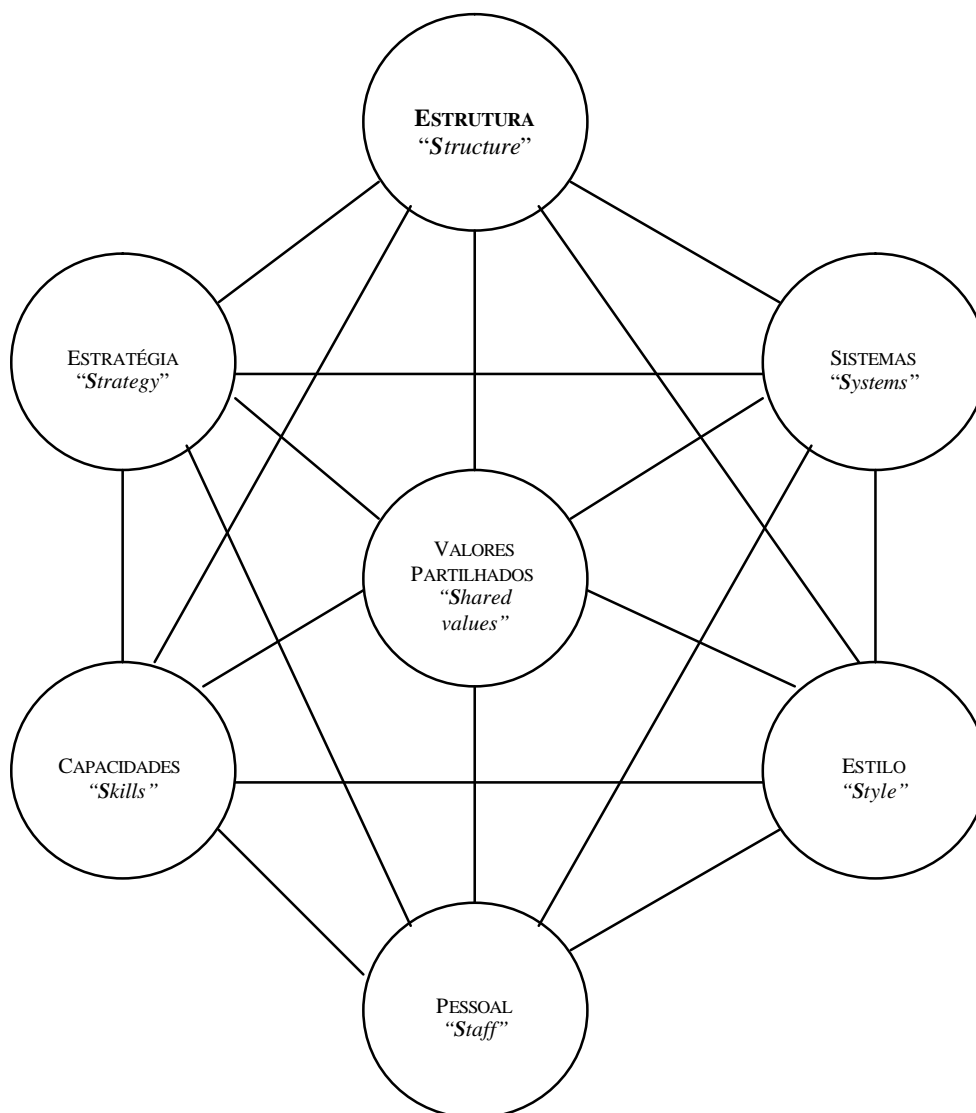 ESTRUTURA
“Structure”
ESTRATÉGIA
“Strategy”
SISTEMAS
“Systems”
VALORES
PARTILHADOS
“Shared
values”
CAPACIDADES
“Skills”
ESTILO
“Style”
PESSOAL
“Staff”